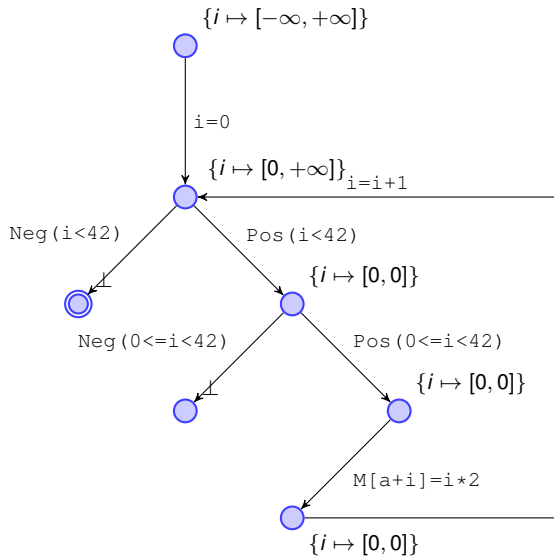 {i ↦ [−∞, +∞]}
i=0
{i ↦ [0, +∞]}
i=i+1
Neg(i<42)
Pos(i<42)
⊥
{i ↦ [0, 0]}
Neg(0<=i<42)
Pos(0<=i<42)
⊥
{i ↦ [0, 0]}
M[a+i]=i*2
{i ↦ [0, 0]}